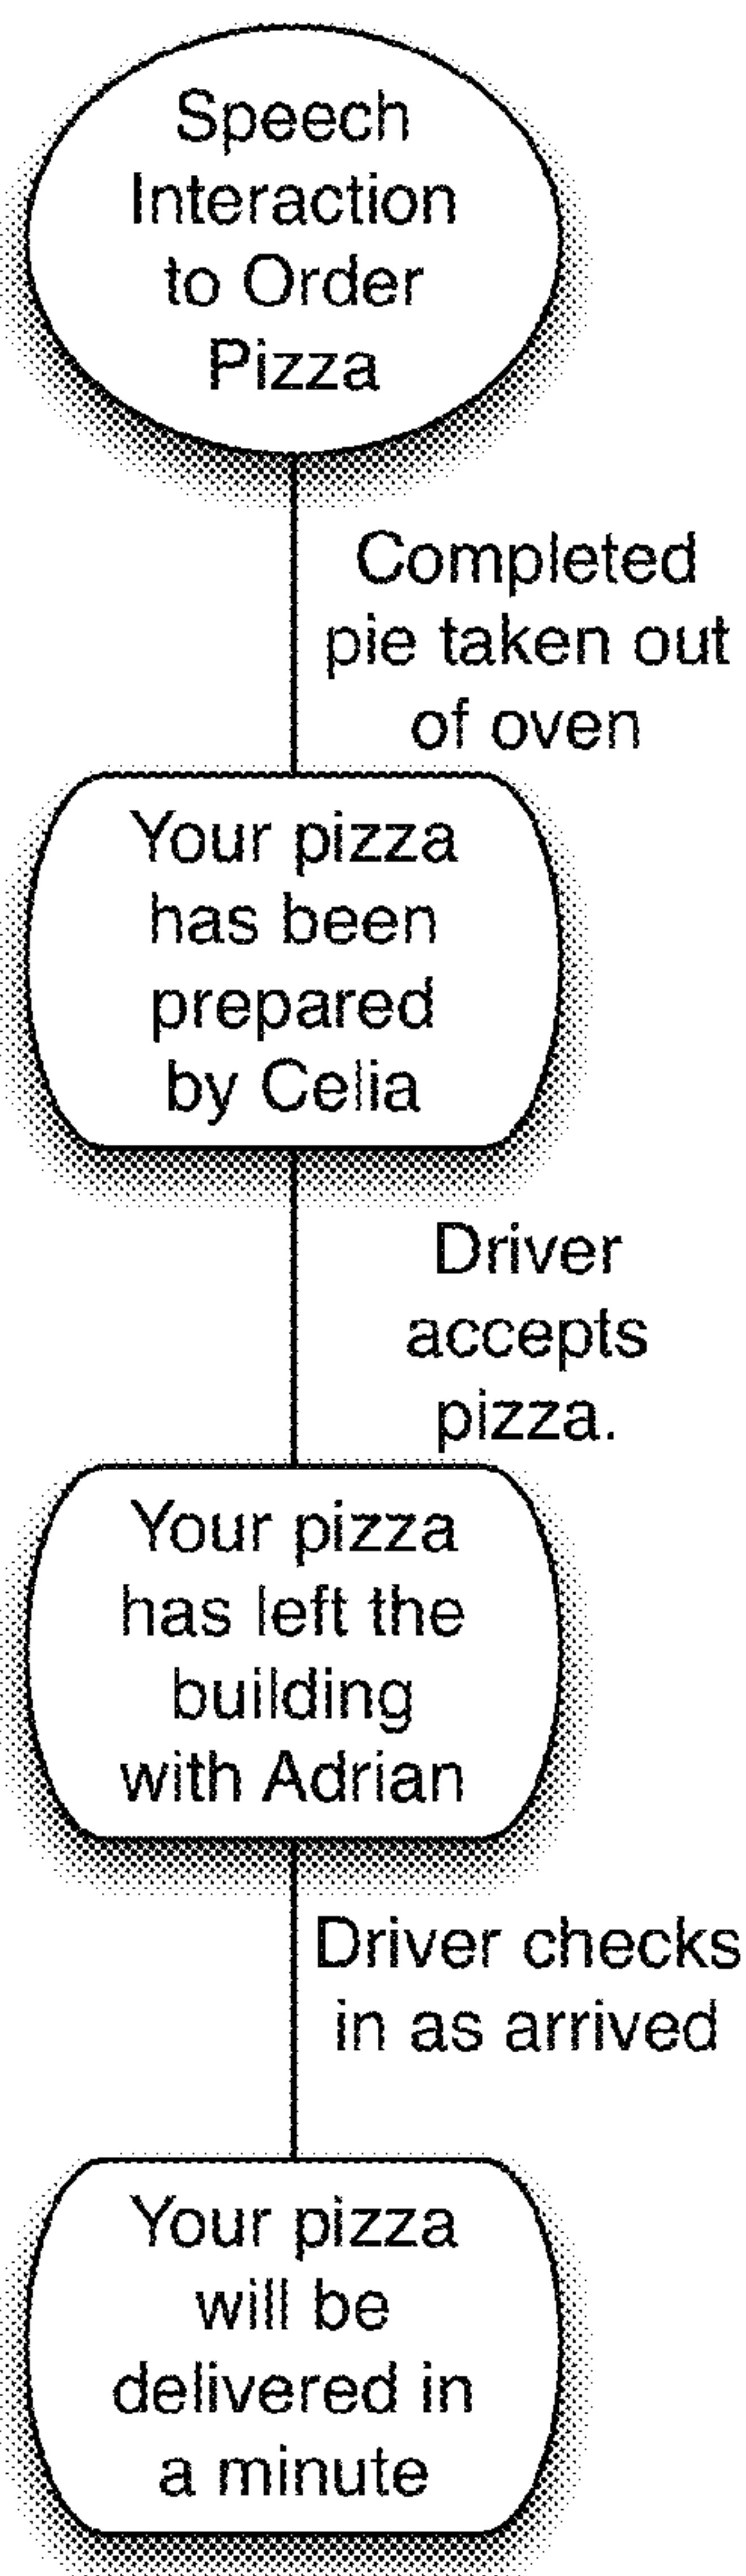 Speech
Interaction
to Order
Pizza
Completed
pie taken out
of oven
Your pizza
has been
prepared
by Celia
Driver
accepts
pizza.
Your pizza
has left the
building
with Adrian
Driver checks
in as arrived
Your pizza
will be
delivered in
a minute